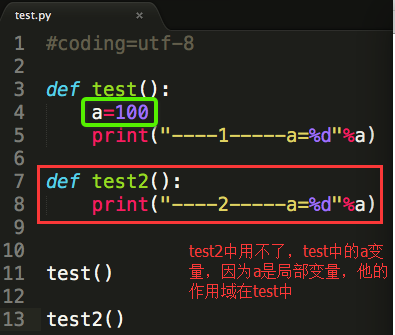 test.py ×
1 #coding=utf-8
2
3 def test():
4     a=100
5     print("----1-----a=%d"%a)
6
7 def test2():
8     print("----2-----a=%d"%a)
9
10
test2中用不了，test中的a变
11 test()
量，因为a是局部变量，他的
12
作用域在test中
13 test2()